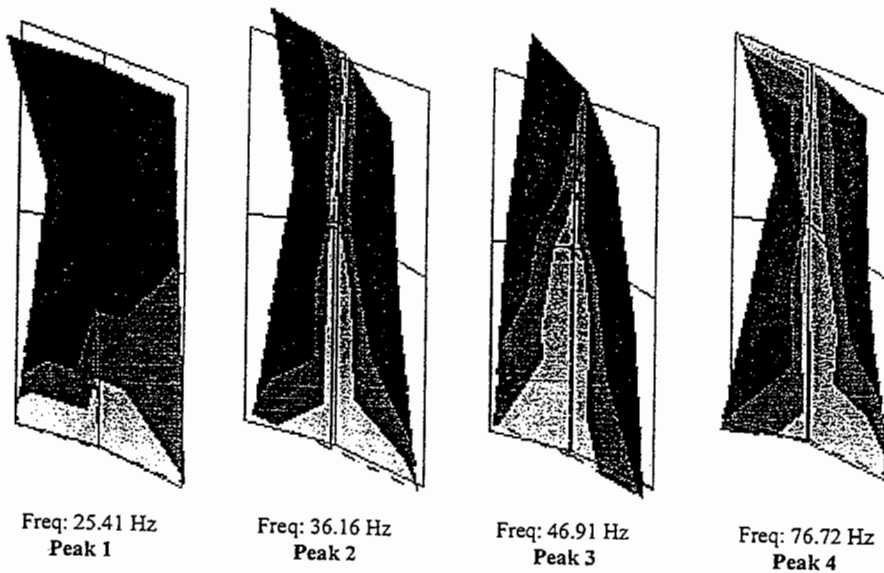 Freq: 25.41 Hz
Peak 1
Freq: 36.16 Hz
Peak 2
Freq: 46.91 Hz
Peak 3
Freq: 76.72 Hz
Peak 4